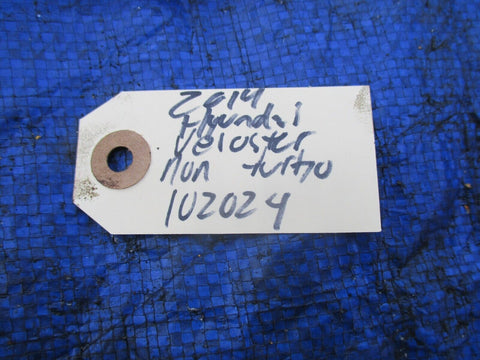 2014
Hyundai
Veloster
non turbo
102024